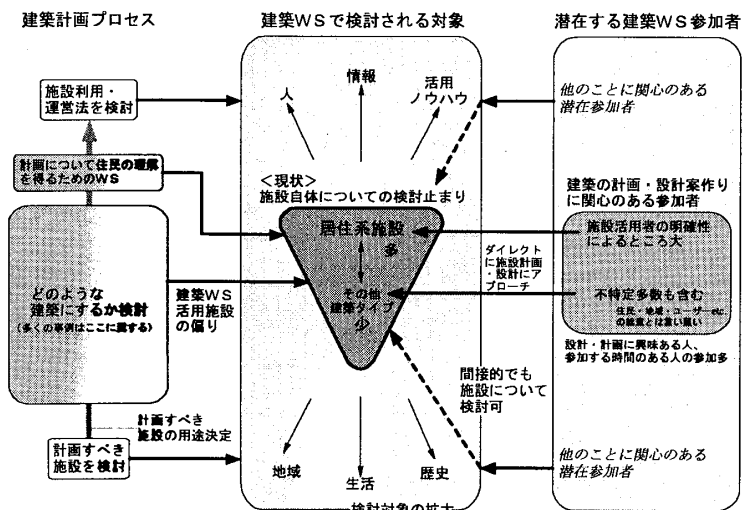 建築計画プロセス
施設利用・
運営法を検討
計画について住民の理解
を得るためのWS
どのような
建築にするか検討
(多くの事例はここに属する)
建築WS
活用施設
の偏り
計画すべき
施設の用途決定
計画すべき
施設を検討
建築WSで検討される対象
人
情報
活用
ノウハウ
<現状>
施設自体についての検討止まり
居住系施設
多
その他
建築タイプ
少
地域
生活
歴史
検討対象の拡大
ダイレクト
に施設計画
・設計にア
プローチ
間接的でも
施設について
検討可
潜在する建築WS参加者
他のことに関心のある
潜在参加者
建築の計画・設計案作り
に関心のある参加者
施設活用者の明確性
によるところ大
不特定多数も含む
住民・地域・ユーザーetc.
の総意とは言い難い
設計・計画に興味ある人、
参加する時間のある人の参加多
他のことに関心のある
潜在参加者